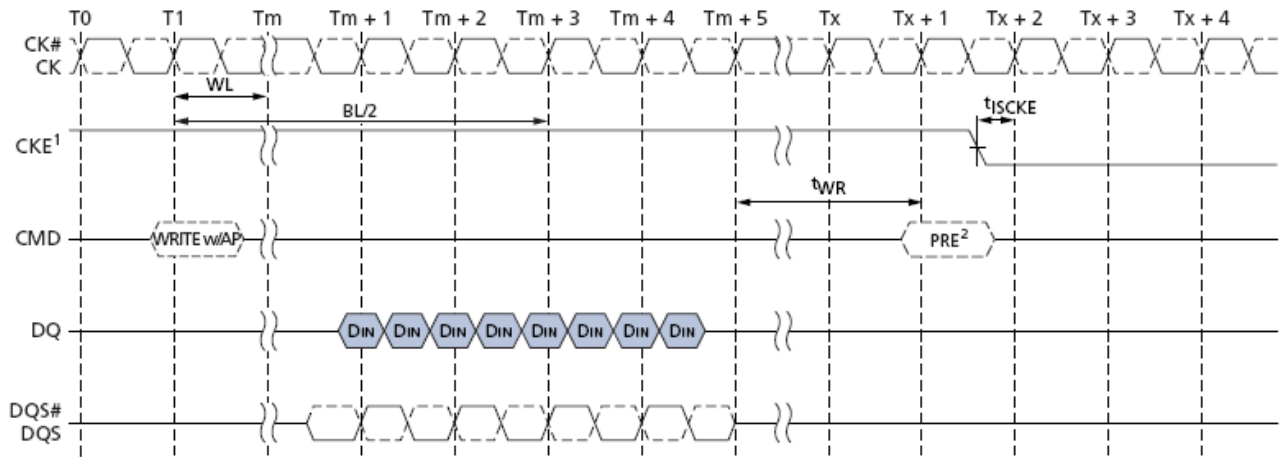 T0 T1 Tm Tm + 1 Tm + 2 Tm + 3 Tm + 4 Tm + 5 Tx Tx + 1 Tx + 2 Tx + 3 Tx + 4
CK#
CK
WL
tISCKE
BL/2
CKE1
tWR
CMD WRITE w/AP PRE2
DQ DIN DIN DIN DIN DIN DIN DIN DIN
DQS#
DQS